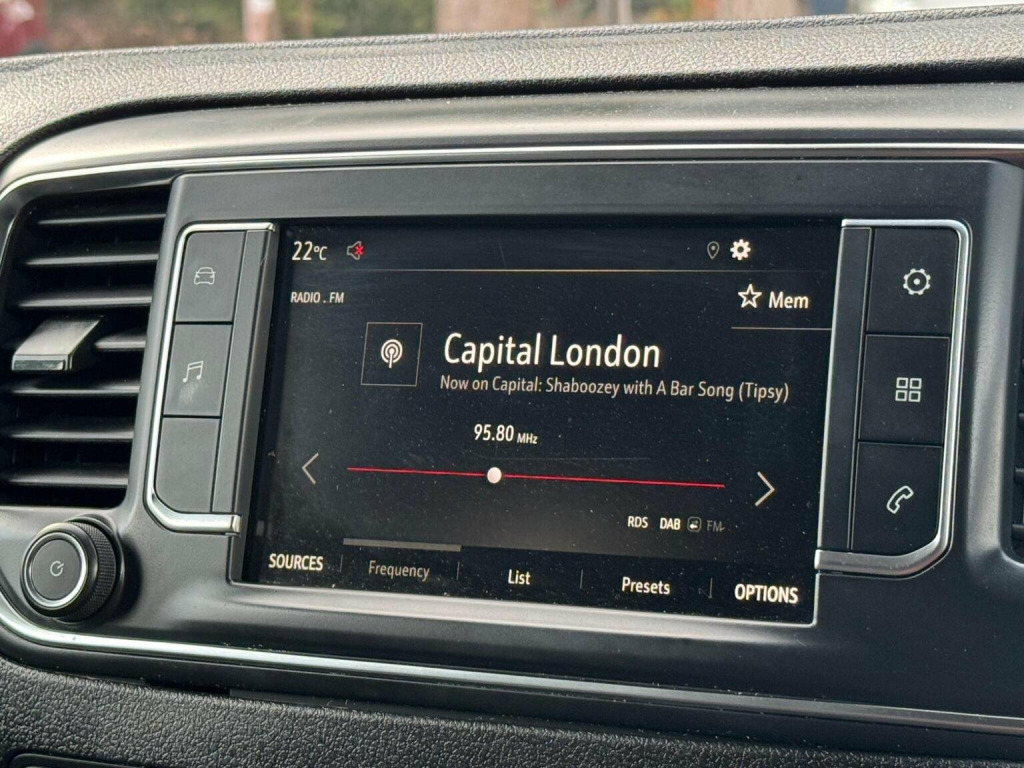 22°C
RADIO . FM
Mem
Capital London
Now on Capital: Shaboozey with A Bar Song (Tipsy)
95.80 MHz
RDS DAB FM
SOURCES Frequency List Presets OPTIONS